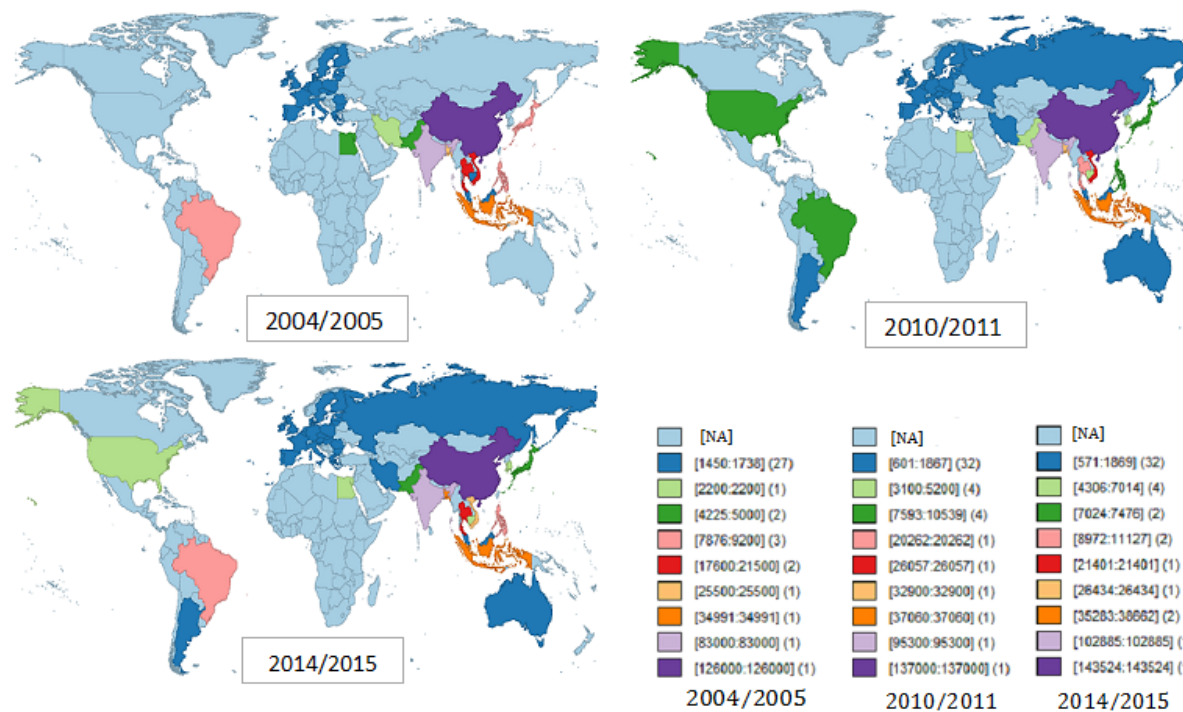 2004/2005
2010/2011
2014/2015
[NA] [NA] [NA]
[1450:1738] (27) [601:1867] (32) [571:1869] (32)
[2200:2200] (1) [3100:5200] (4) [4306:7014] (4)
[4225:5000] (2) [7593:10539] (4) [7024:7476] (2)
[7876:9200] (3) [20262:20262] (1) [8972:11127] (2)
[17600:21500] (2) [26057:26057] (1) [21401:21401] (1
[25500:25500] (1) [32900:32900] (1) [26434:26434] (1
[34991:34991] (1) [37060:37060] (1) [35283:38662] (2
[83000:83000] (1) [95300:95300] (1) [102885:102885] (
[126000:126000] (1) [137000:137000] (1) [143524:143524] (
2004/2005 2010/2011 2014/2015